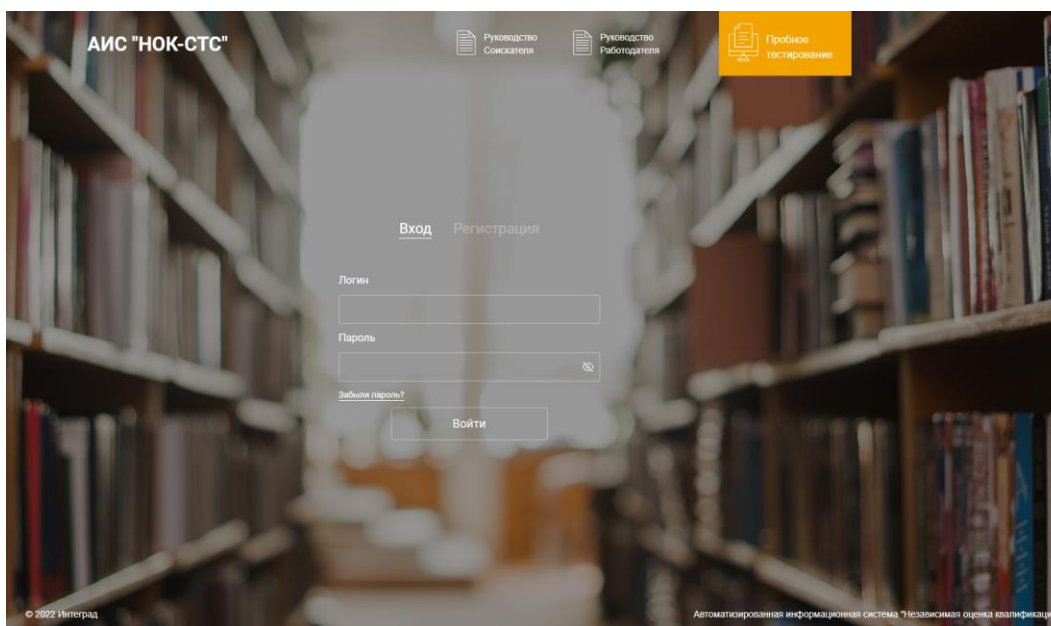 АИС "НОК-СТС"
Руководство
Соискателя
Руководство
Работодателя
Пробное
тестирование
Вход Регистрация
Логин
Пароль
Забыли пароль?
Войти
© 2022 Интеград
Автоматизированная информационная система "Независимая оценка квалификаци